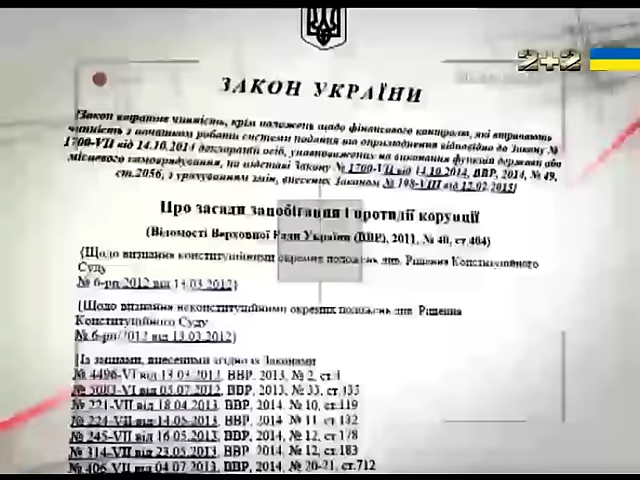 2+2
ЗАКОН УКРАЇНИ
{Закон втратив чинність, крім положень щодо фінансового контролю, які втрачають
чинність з початком роботи системи подання та оприлюднення відповідно до Закону №
1700-VII від 14.10.2014 декларацій осіб, уповноважених на виконання функцій держави або
місцевого самоврядування, на підставі Закону № 1700-VII від 14.10.2014, ВВР, 2014, № 49,
ст.2056, з урахуванням змін, внесених Законом № 198-VIII від 12.02.2015}
Про засади запобігання і протидії корупції
(Відомості Верховної Ради України (ВВР), 2011, № 40, ст.404)
{Щодо визнання конституційними окремих положень див. Рішення Конституційного
Суду
№ 6-рп/2012 від 13.03.2012}
{Щодо визнання неконституційними окремих положень див. Рішення
Конституційного Суду
№ 6-рп/2012 від 13.03.2012}
{Із змінами, внесеними згідно із Законами
№ 4496-VI від 13.03.2012, ВВР, 2013, № 2, ст.4
№ 5083-VI від 05.07.2012, ВВР, 2013, № 33, ст.435
№ 221-VII від 18.04.2013, ВВР, 2014, № 10, ст.119
№ 224-VII від 14.05.2013, ВВР, 2014, № 11, ст.132
№ 245-VII від 16.05.2013, ВВР, 2014, № 12, ст.178
№ 314-VII від 23.05.2013, ВВР, 2014, № 12, ст.183
№ 406-VII від 04.07.2013, ВВР, 2014, № 20-21, ст.712